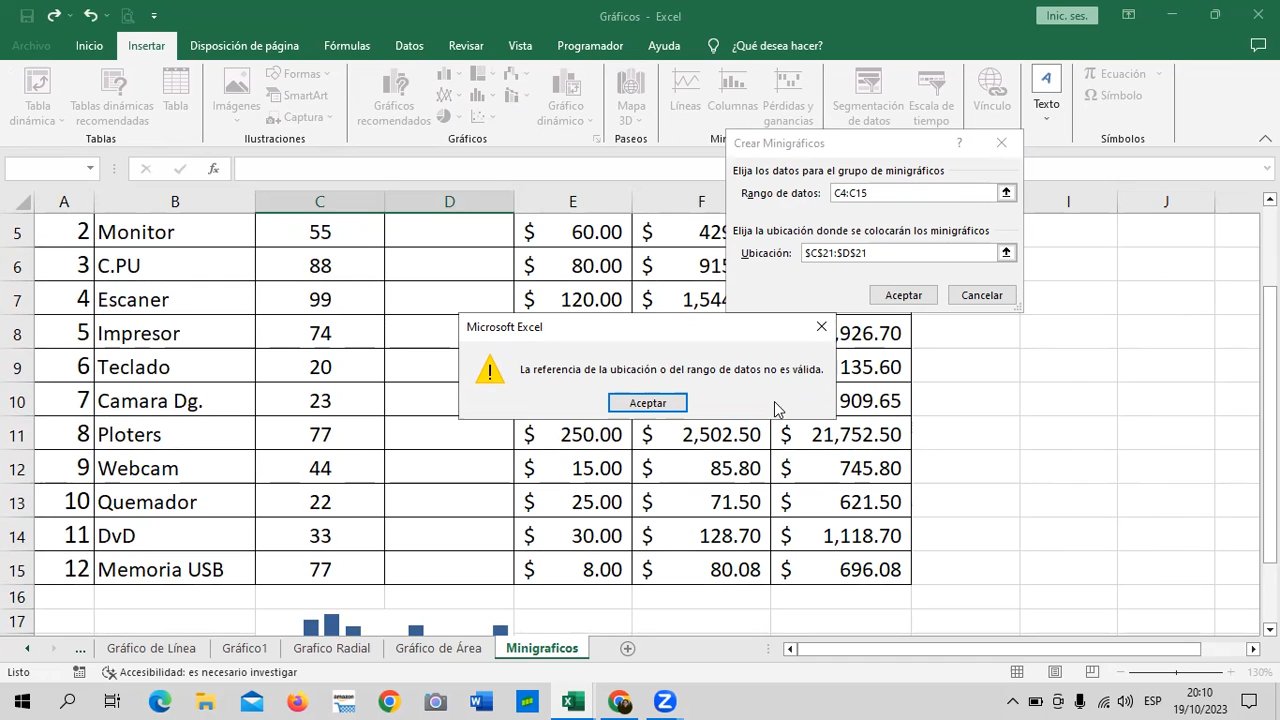 Gráficos - Excel
Inic. ses.
Archivo Inicio Insertar Disposición de página Fórmulas Datos Revisar Vista Programador Ayuda ¿Qué desea hacer?
Tabla dinámica
Tablas dinámicas recomendadas
Tabla
Tablas
Imágenes
Formas
SmartArt
Captura
Ilustraciones
Gráficos recomendados
Gráfico dinámico
Gráficos
Mapa 3D
Paseos
Líneas
Columnas
Pérdidas y ganancias
Segmentación de datos
Escala de tiempo
Vínculo
Texto
Ecuación
Símbolo
Símbolos
Crear Minigráficos
Elija los datos para el grupo de minigráficos
Rango de datos: C4:C15
Elija la ubicación donde se colocarán los minigráficos
Ubicación: $C$21:$D$21
Aceptar Cancelar
Microsoft Excel
La referencia de la ubicación o del rango de datos no es válida.
Aceptar
A B C D E F I J
5 2 Monitor 55 $ 60.00 $ 429
6 3 C.PU 88 $ 80.00 $ 915
7 4 Escaner 99 $ 120.00 $ 1,544
8 5 Impresor 74 ,926.70
9 6 Teclado 20 135.60
10 7 Camara Dg. 23 909.65
11 8 Ploters 77 $ 250.00 $ 2,502.50 $ 21,752.50
12 9 Webcam 44 $ 15.00 $ 85.80 $ 745.80
13 10 Quemador 22 $ 25.00 $ 71.50 $ 621.50
14 11 DvD 33 $ 30.00 $ 128.70 $ 1,118.70
15 12 Memoria USB 77 $ 8.00 $ 80.08 $ 696.08
16
17
... Gráfico de Línea Gráfico1 Grafico Radial Gráfico de Área Minigraficos
Listo Accesibilidad: es necesario investigar 130%
ESP
20:10
19/10/2023